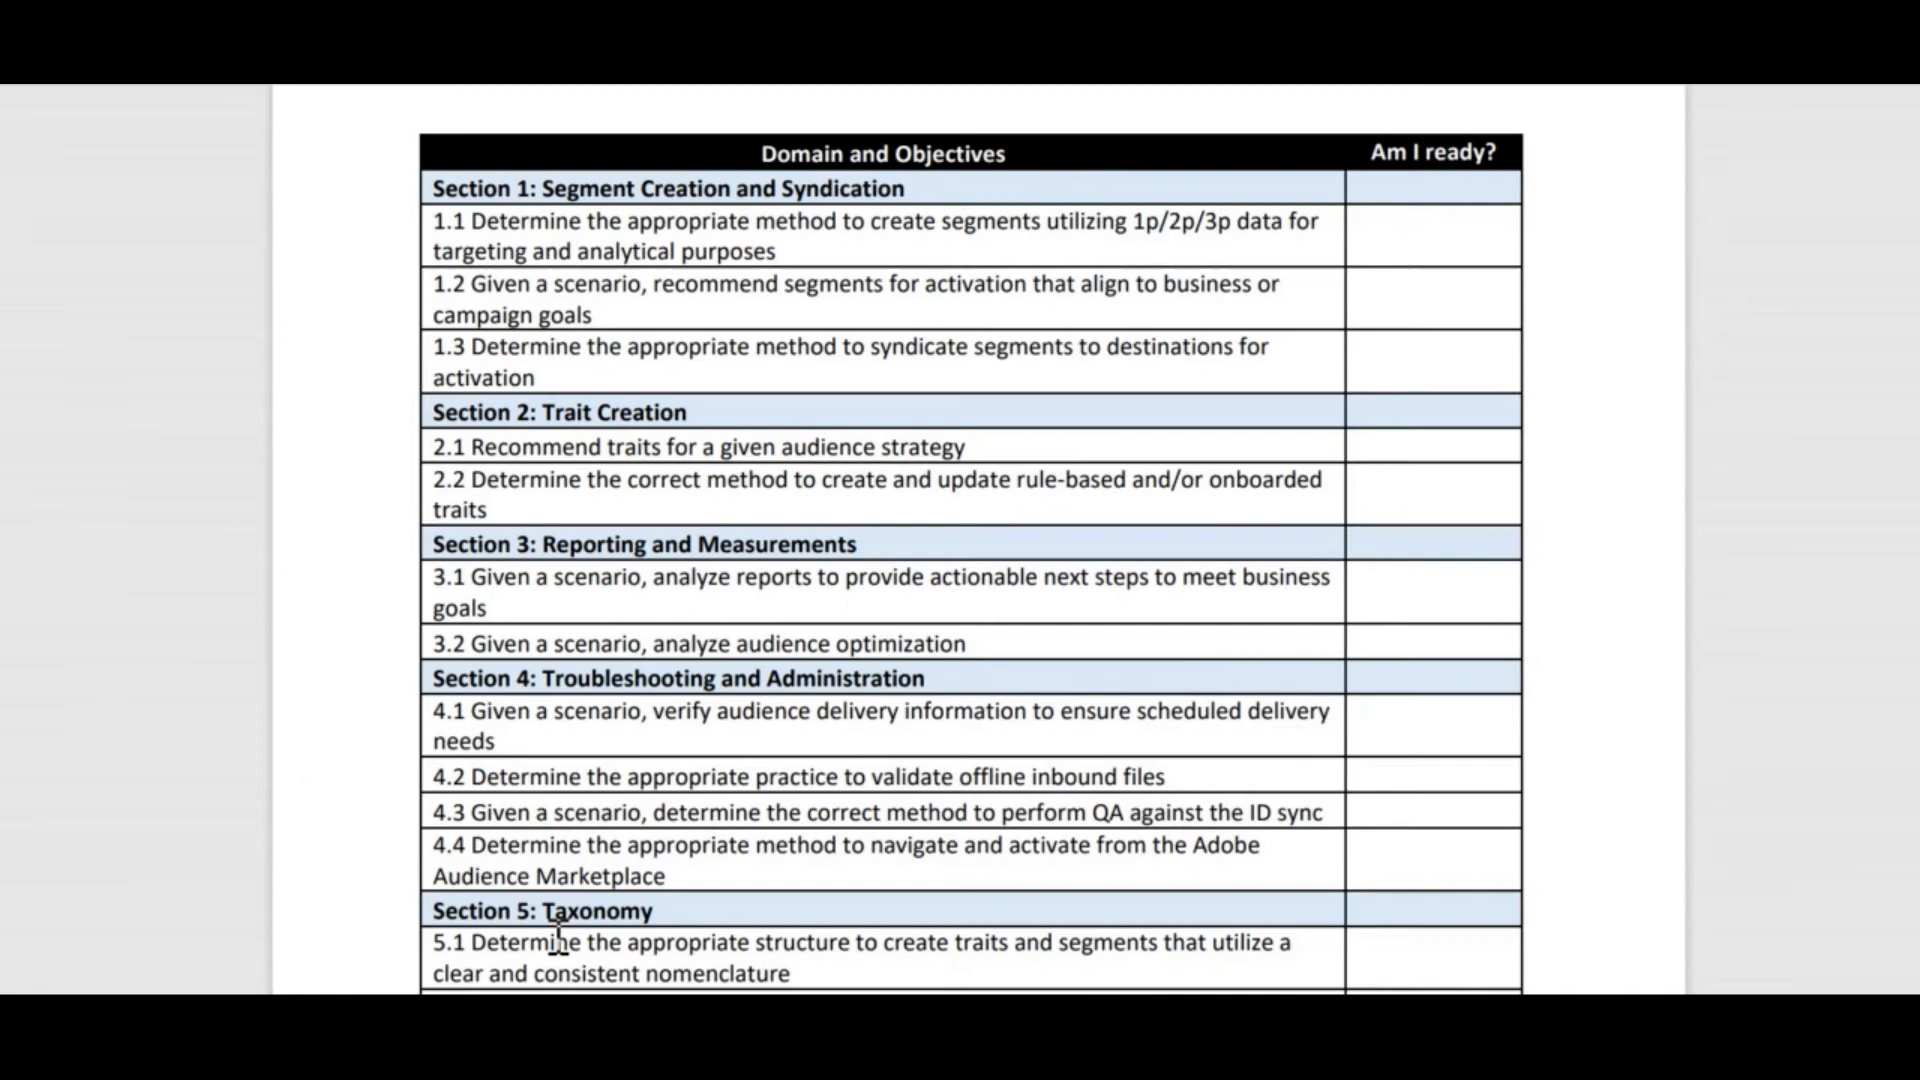 Domain and Objectives
Am I ready?
Section 1: Segment Creation and Syndication
1.1 Determine the appropriate method to create segments utilizing 1p/2p/3p data for
targeting and analytical purposes
1.2 Given a scenario, recommend segments for activation that align to business or
campaign goals
1.3 Determine the appropriate method to syndicate segments to destinations for
activation
Section 2: Trait Creation
2.1 Recommend traits for a given audience strategy
2.2 Determine the correct method to create and update rule-based and/or onboarded
traits
Section 3: Reporting and Measurements
3.1 Given a scenario, analyze reports to provide actionable next steps to meet business
goals
3.2 Given a scenario, analyze audience optimization
Section 4: Troubleshooting and Administration
4.1 Given a scenario, verify audience delivery information to ensure scheduled delivery
needs
4.2 Determine the appropriate practice to validate offline inbound files
4.3 Given a scenario, determine the correct method to perform QA against the ID sync
4.4 Determine the appropriate method to navigate and activate from the Adobe
Audience Marketplace
Section 5: Taxonomy
5.1 Determine the appropriate structure to create traits and segments that utilize a
clear and consistent nomenclature